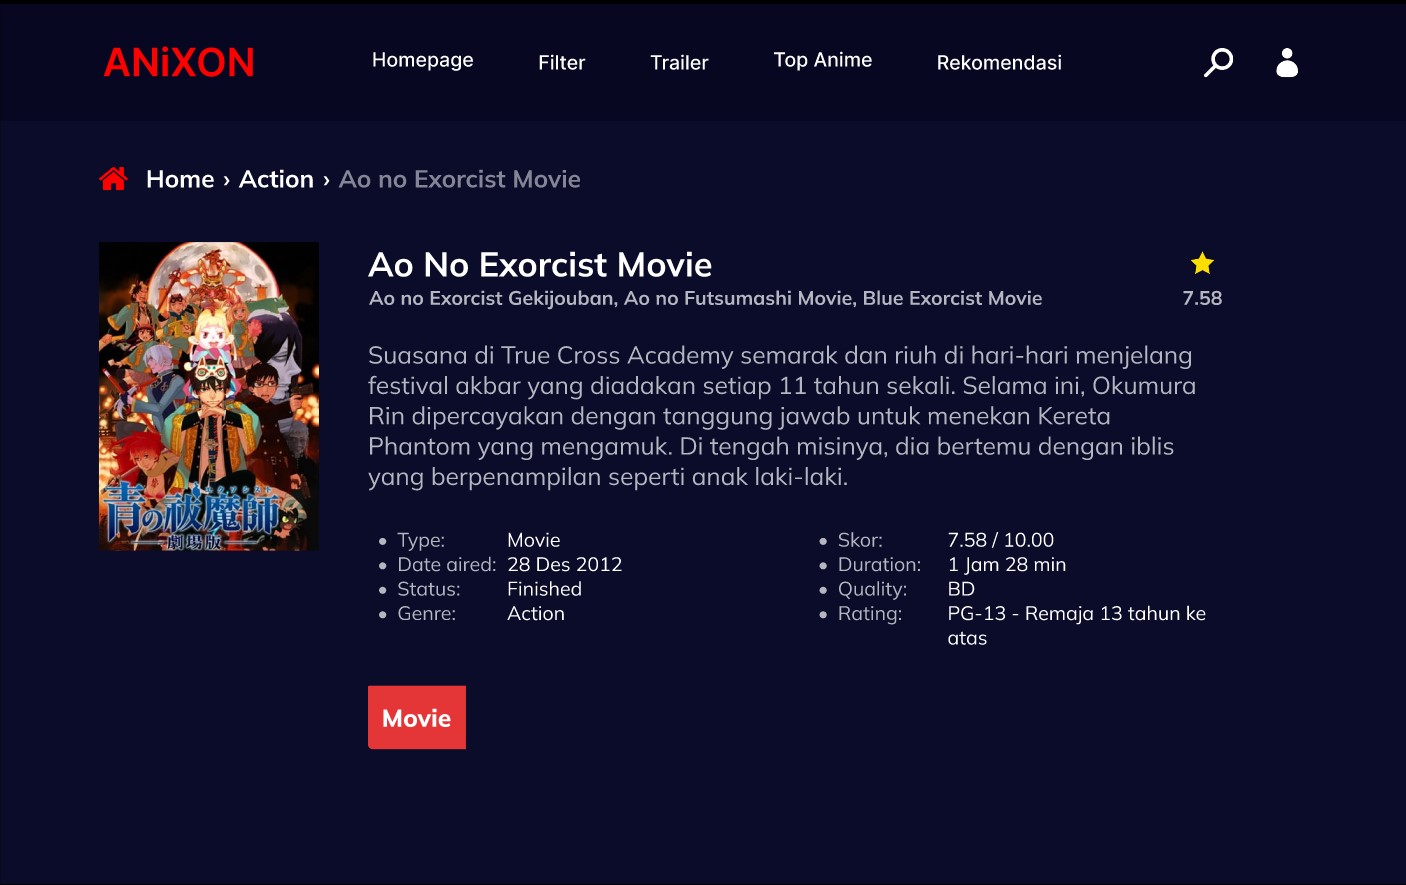 ANiXON Homepage Filter Trailer Top Anime Rekomendasi
Home › Action › Ao no Exorcist Movie
Ao No Exorcist Movie
Ao no Exorcist Gekijouban, Ao no Futsumashi Movie, Blue Exorcist Movie
7.58
Suasana di True Cross Academy semarak dan riuh di hari-hari menjelang
festival akbar yang diadakan setiap 11 tahun sekali. Selama ini, Okumura
Rin dipercayakan dengan tanggung jawab untuk menekan Kereta
Phantom yang mengamuk. Di tengah misinya, dia bertemu dengan iblis
yang berpenampilan seperti anak laki-laki.
• Type: Movie
• Date aired: 28 Des 2012
• Status: Finished
• Genre: Action
• Skor: 7.58 / 10.00
• Duration: 1 Jam 28 min
• Quality: BD
• Rating: PG-13 - Remaja 13 tahun ke
atas
Movie
エクソシスト
青の祓魔師
劇場版